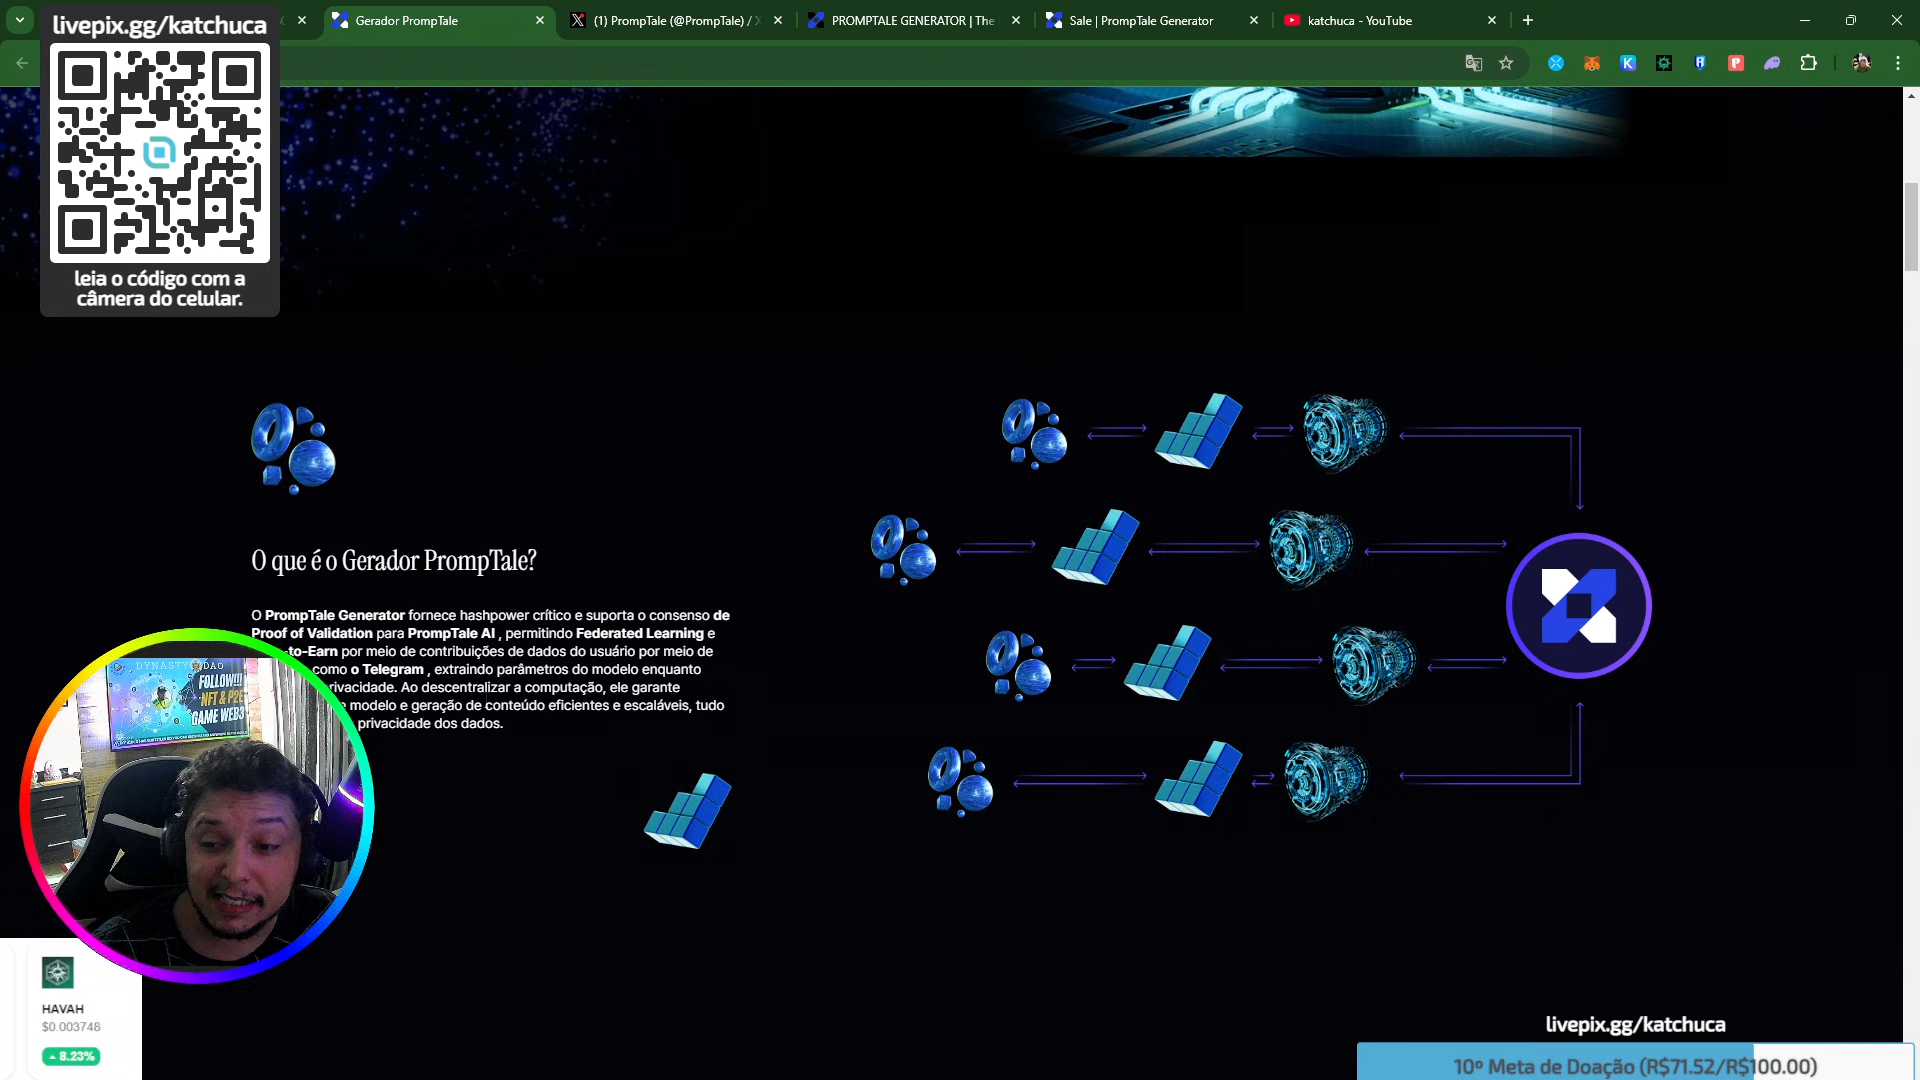 livepix.gg/katchuca
leia o código com a
câmera do celular.
Gerador PrompTale
(1) PrompTale (@PrompTale) / X
PROMPTALE GENERATOR | The
Sale | PrompTale Generator
katchuca - YouTube
O que é o Gerador PrompTale?
O PrompTale Generator fornece hashpower crítico e suporta o consenso de
Proof of Validation para PrompTale AI , permitindo Federated Learning e
-to-Earn por meio de contribuições de dados do usuário por meio de
como o Telegram , extraindo parâmetros do modelo enquanto
rivacidade. Ao descentralizar a computação, ele garante
e modelo e geração de conteúdo eficientes e escaláveis, tudo
privacidade dos dados.
DYNASTY DAO
FOLLOW!!!
NFT & P2E
GAME WEB3
HAVAH
$0.003748
8.23%
livepix.gg/katchuca
10º Meta de Doação (R$71.52/R$100.00)